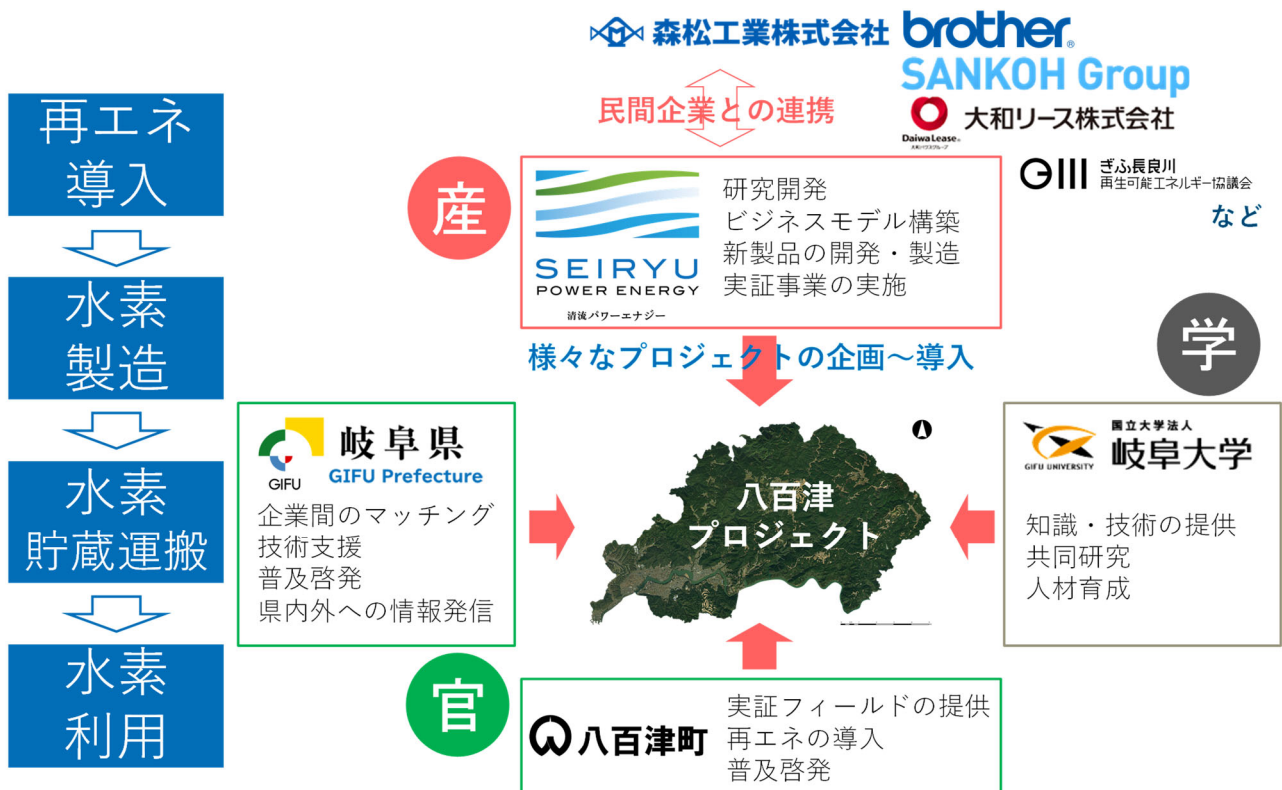 再エネ
導入
水素
製造
水素
貯蔵運搬
水素
利用
森松工業株式会社
brother®
SANKOH Group
DaiwaLease®
大和ハウスグループ
大和リース株式会社
ぎふ長良川
再生可能エネルギー協議会
など
民間企業との連携
産
SEIRYU
POWER ENERGY
清流パワーエナジー
研究開発
ビジネスモデル構築
新製品の開発・製造
実証事業の実施
様々なプロジェクトの企画～導入
学
GIFU
岐阜県
GIFU Prefecture
企業間のマッチング
技術支援
普及啓発
県内外への情報発信
八百津
プロジェクト
GIFU UNIVERSITY
国立大学法人
岐阜大学
知識・技術の提供
共同研究
人材育成
官
八百津町
実証フィールドの提供
再エネの導入
普及啓発